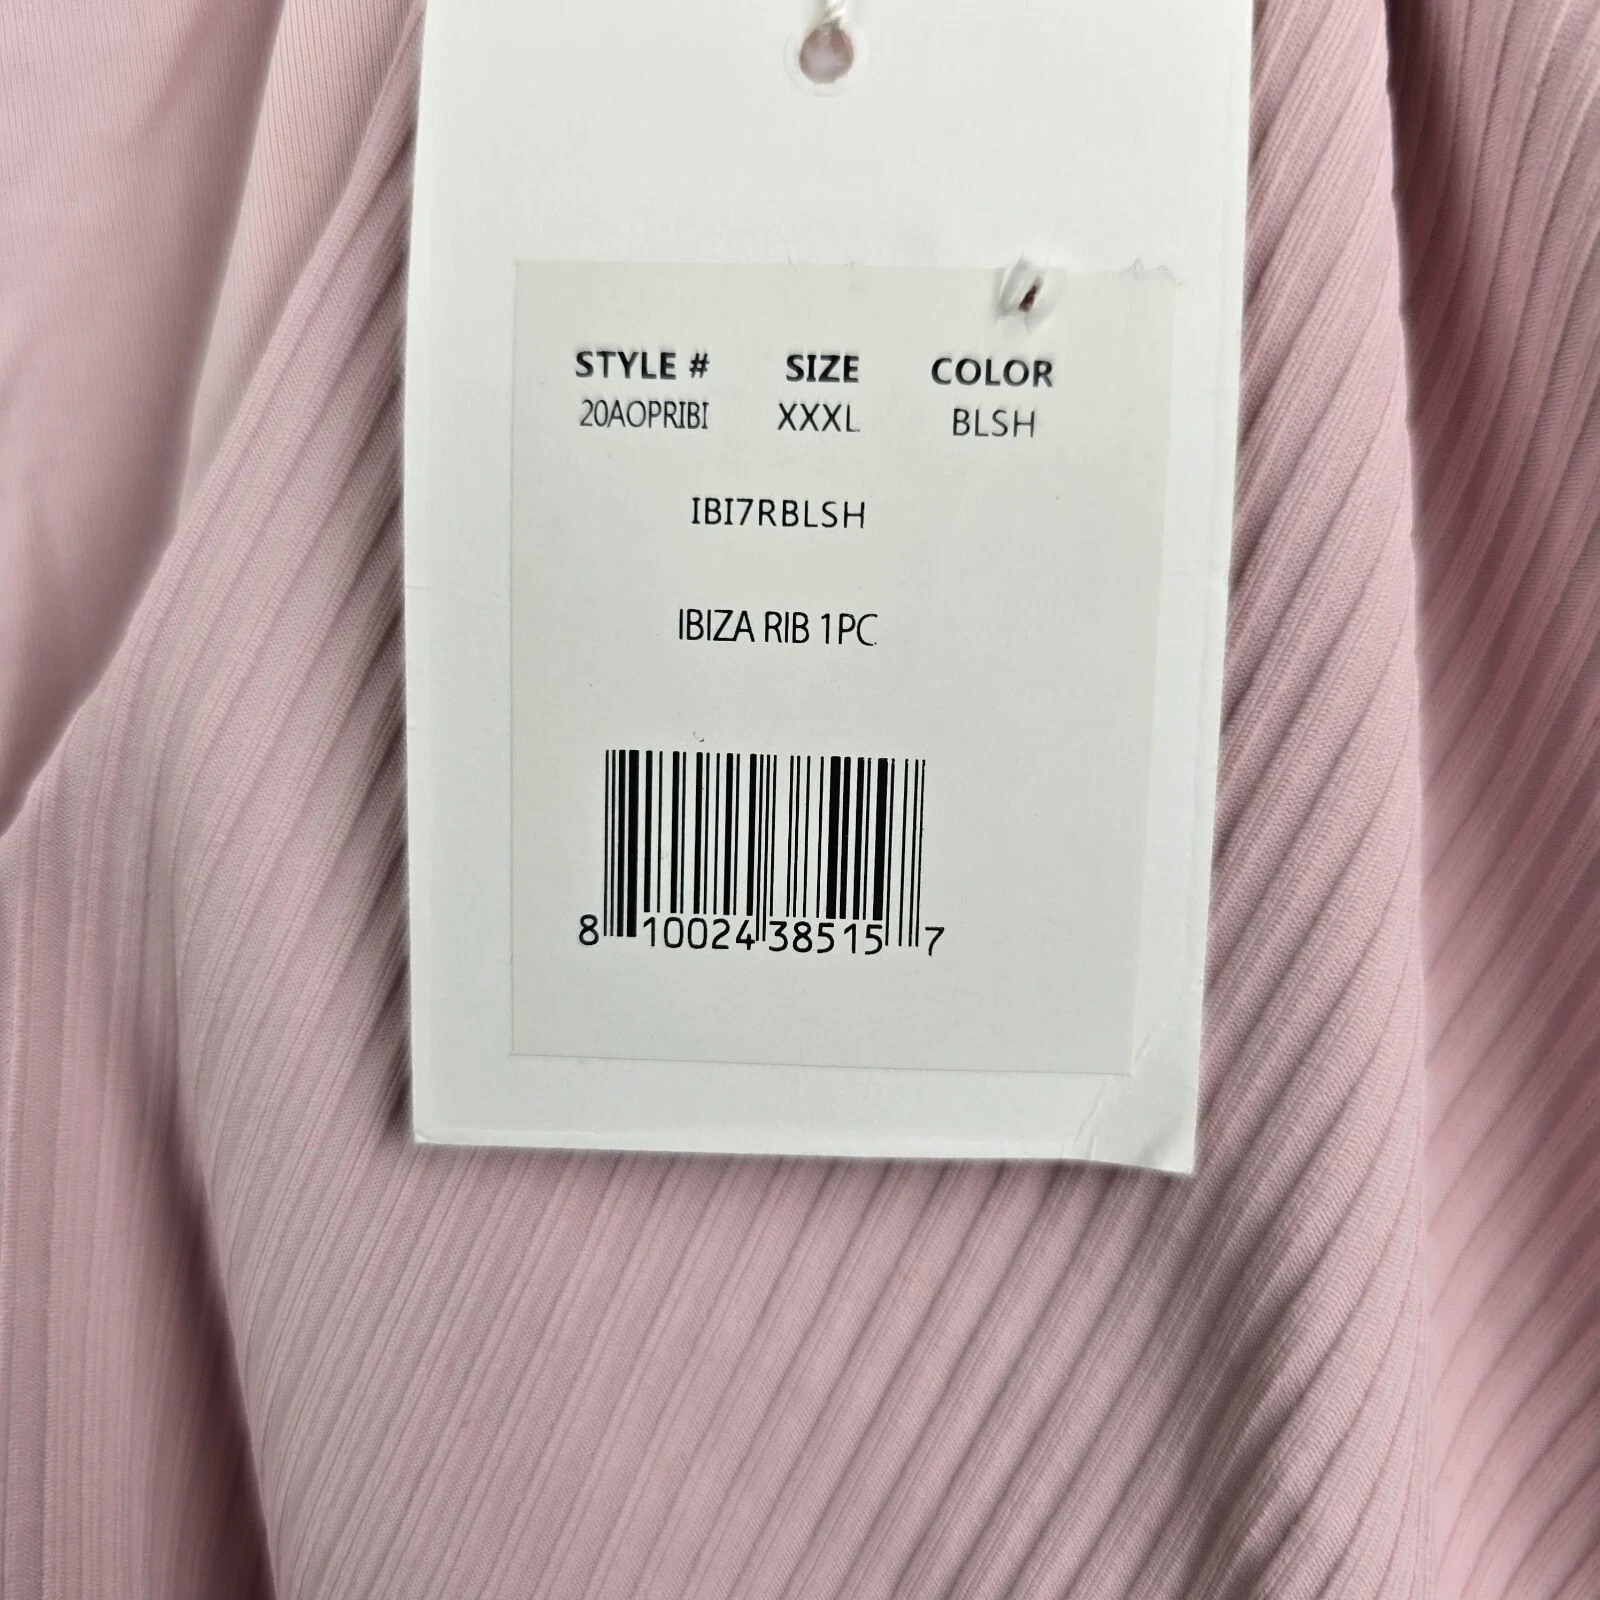 STYLE # SIZE COLOR
20AOPRIBI XXXL BLSH
IBI7RBLSH
IBIZA RIB 1PC
8 10024 38515 7